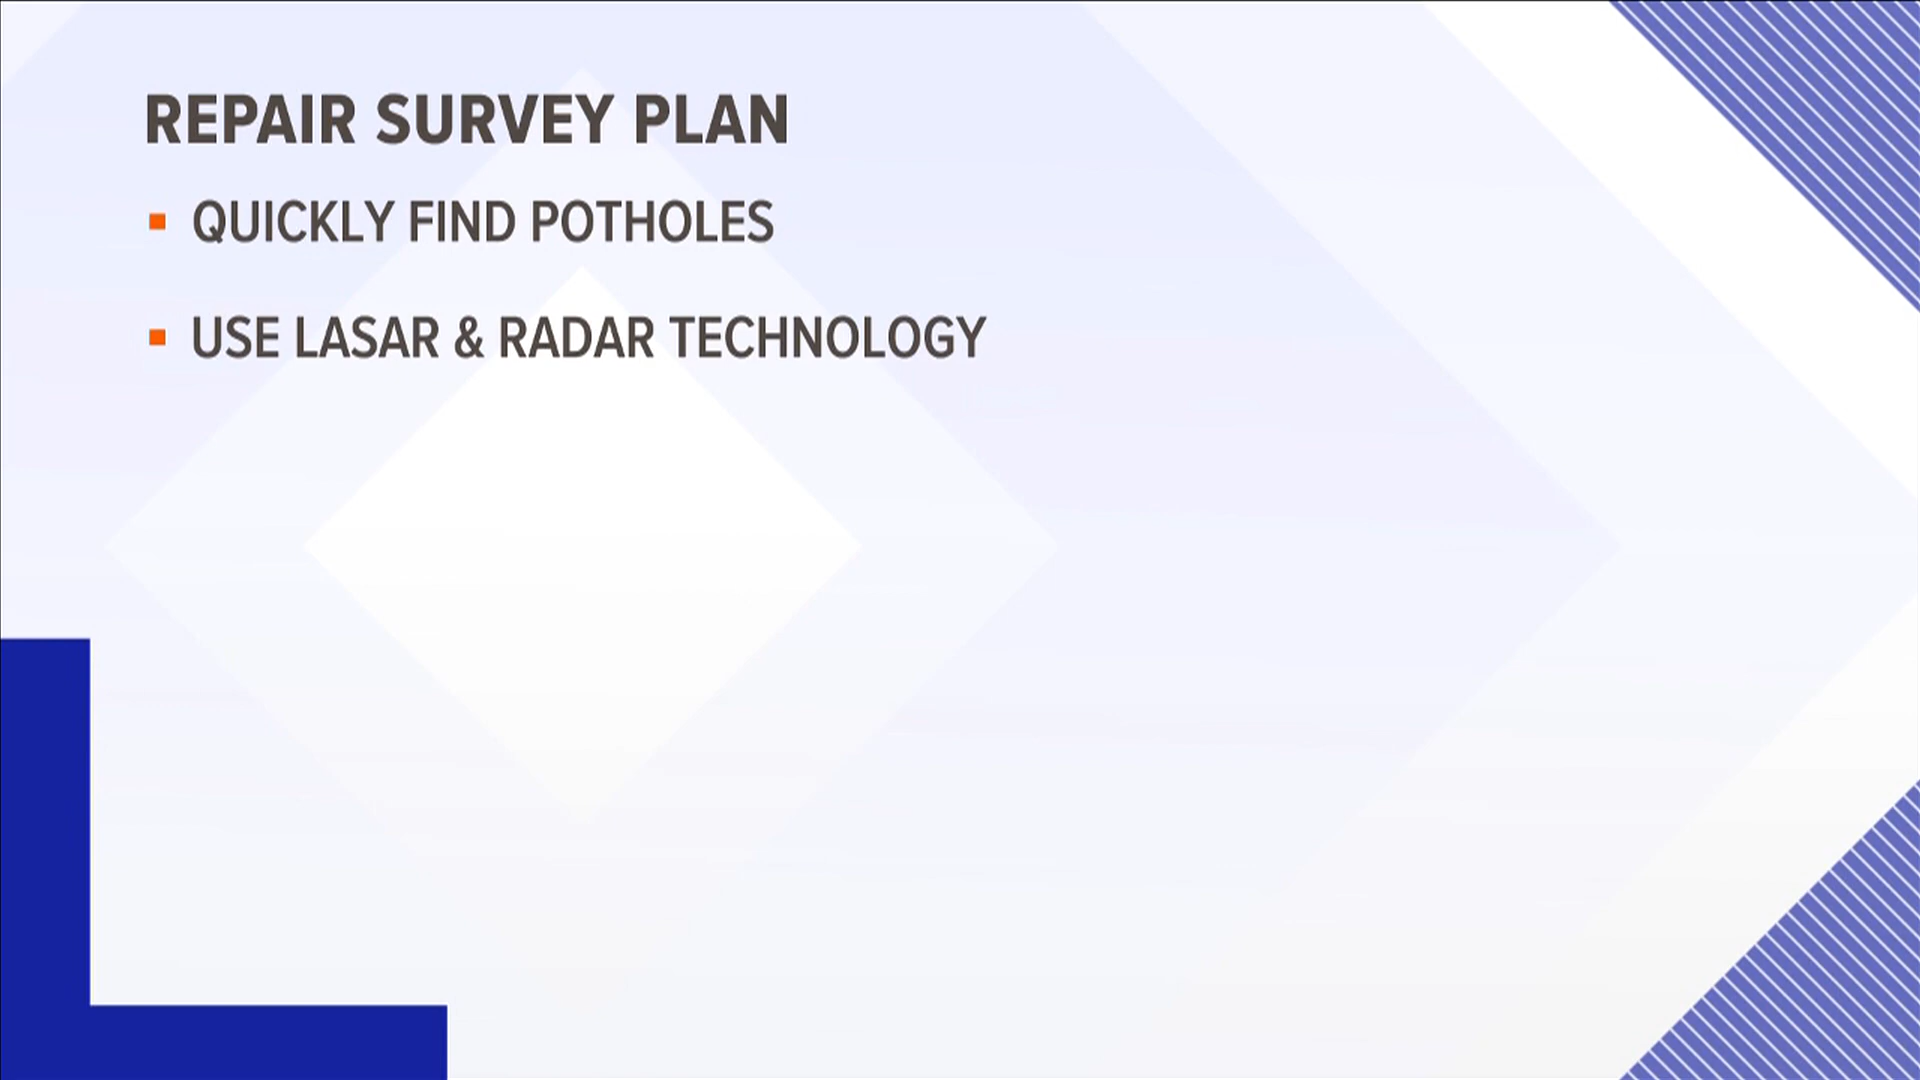 REPAIR SURVEY PLAN
QUICKLY FIND POTHOLES
USE LASAR & RADAR TECHNOLOGY